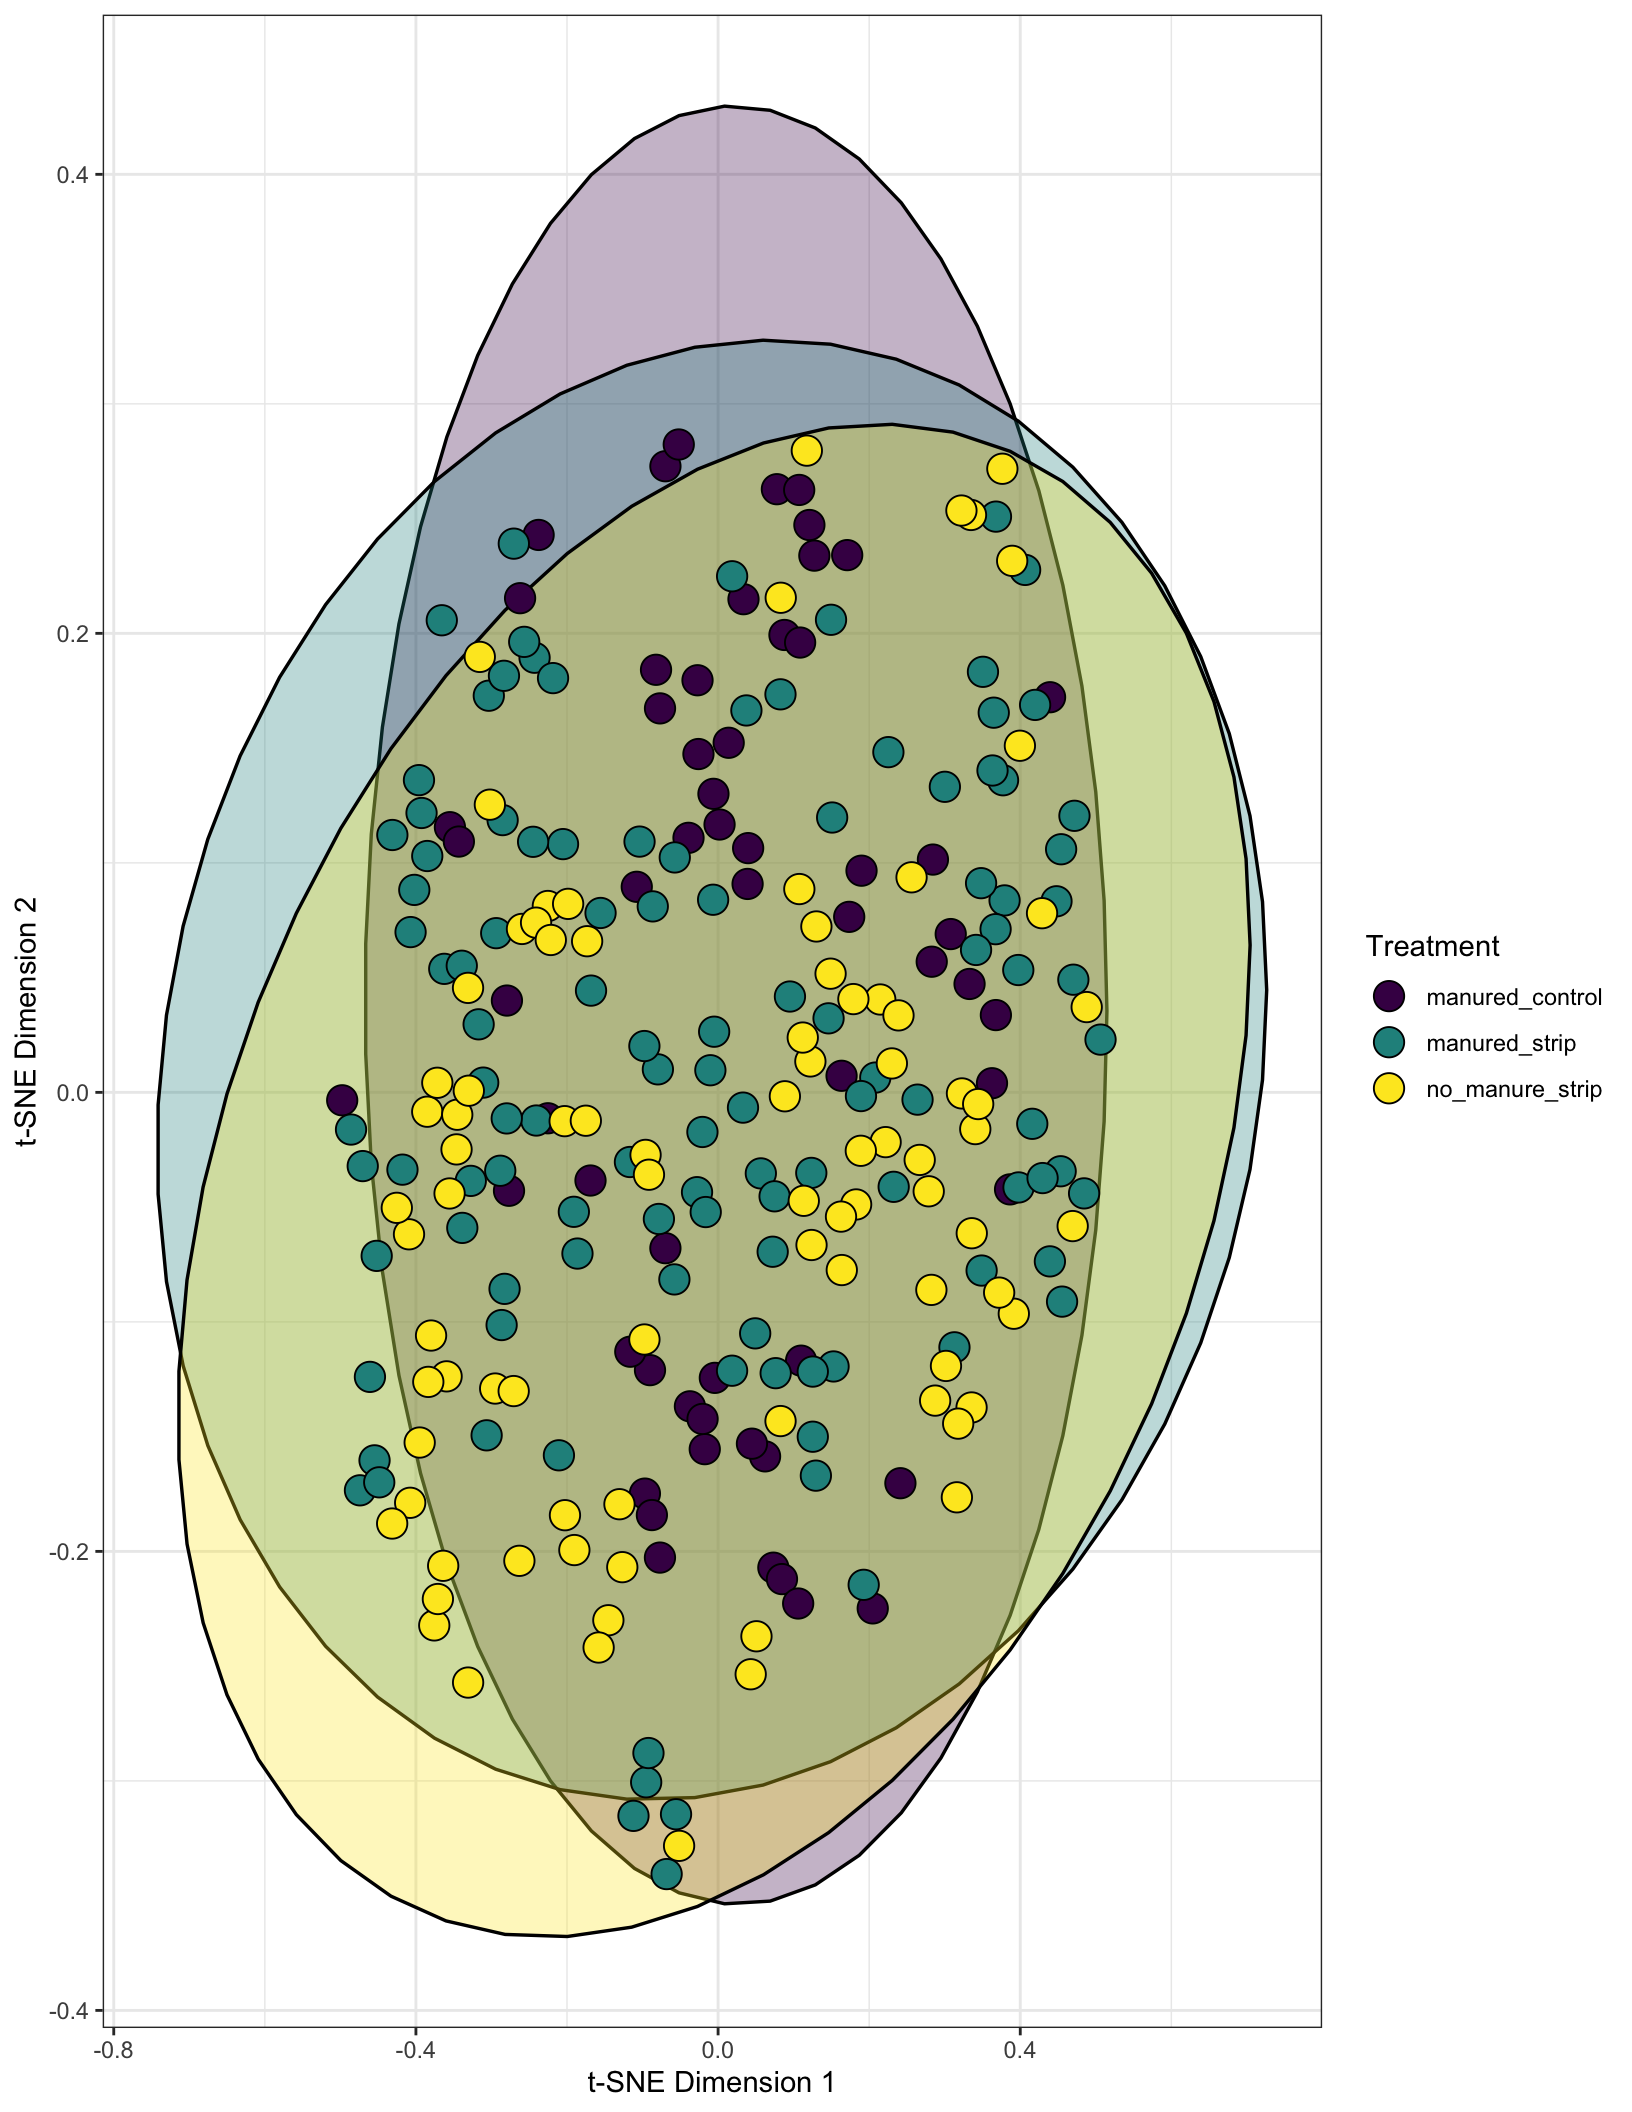 0.4
0.2
0.0
-0.2
-0.4
t-SNE Dimension 2
-0.8
-0.4
0.0
0.4
t-SNE Dimension 1
Treatment
manured_control
manured_strip
no_manure_strip